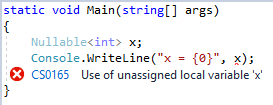 static void Main(string[] args)
{
Nullable<int> x;
Console.WriteLine("x = {0}", x);
CS0165 Use of unassigned local variable 'x'
}